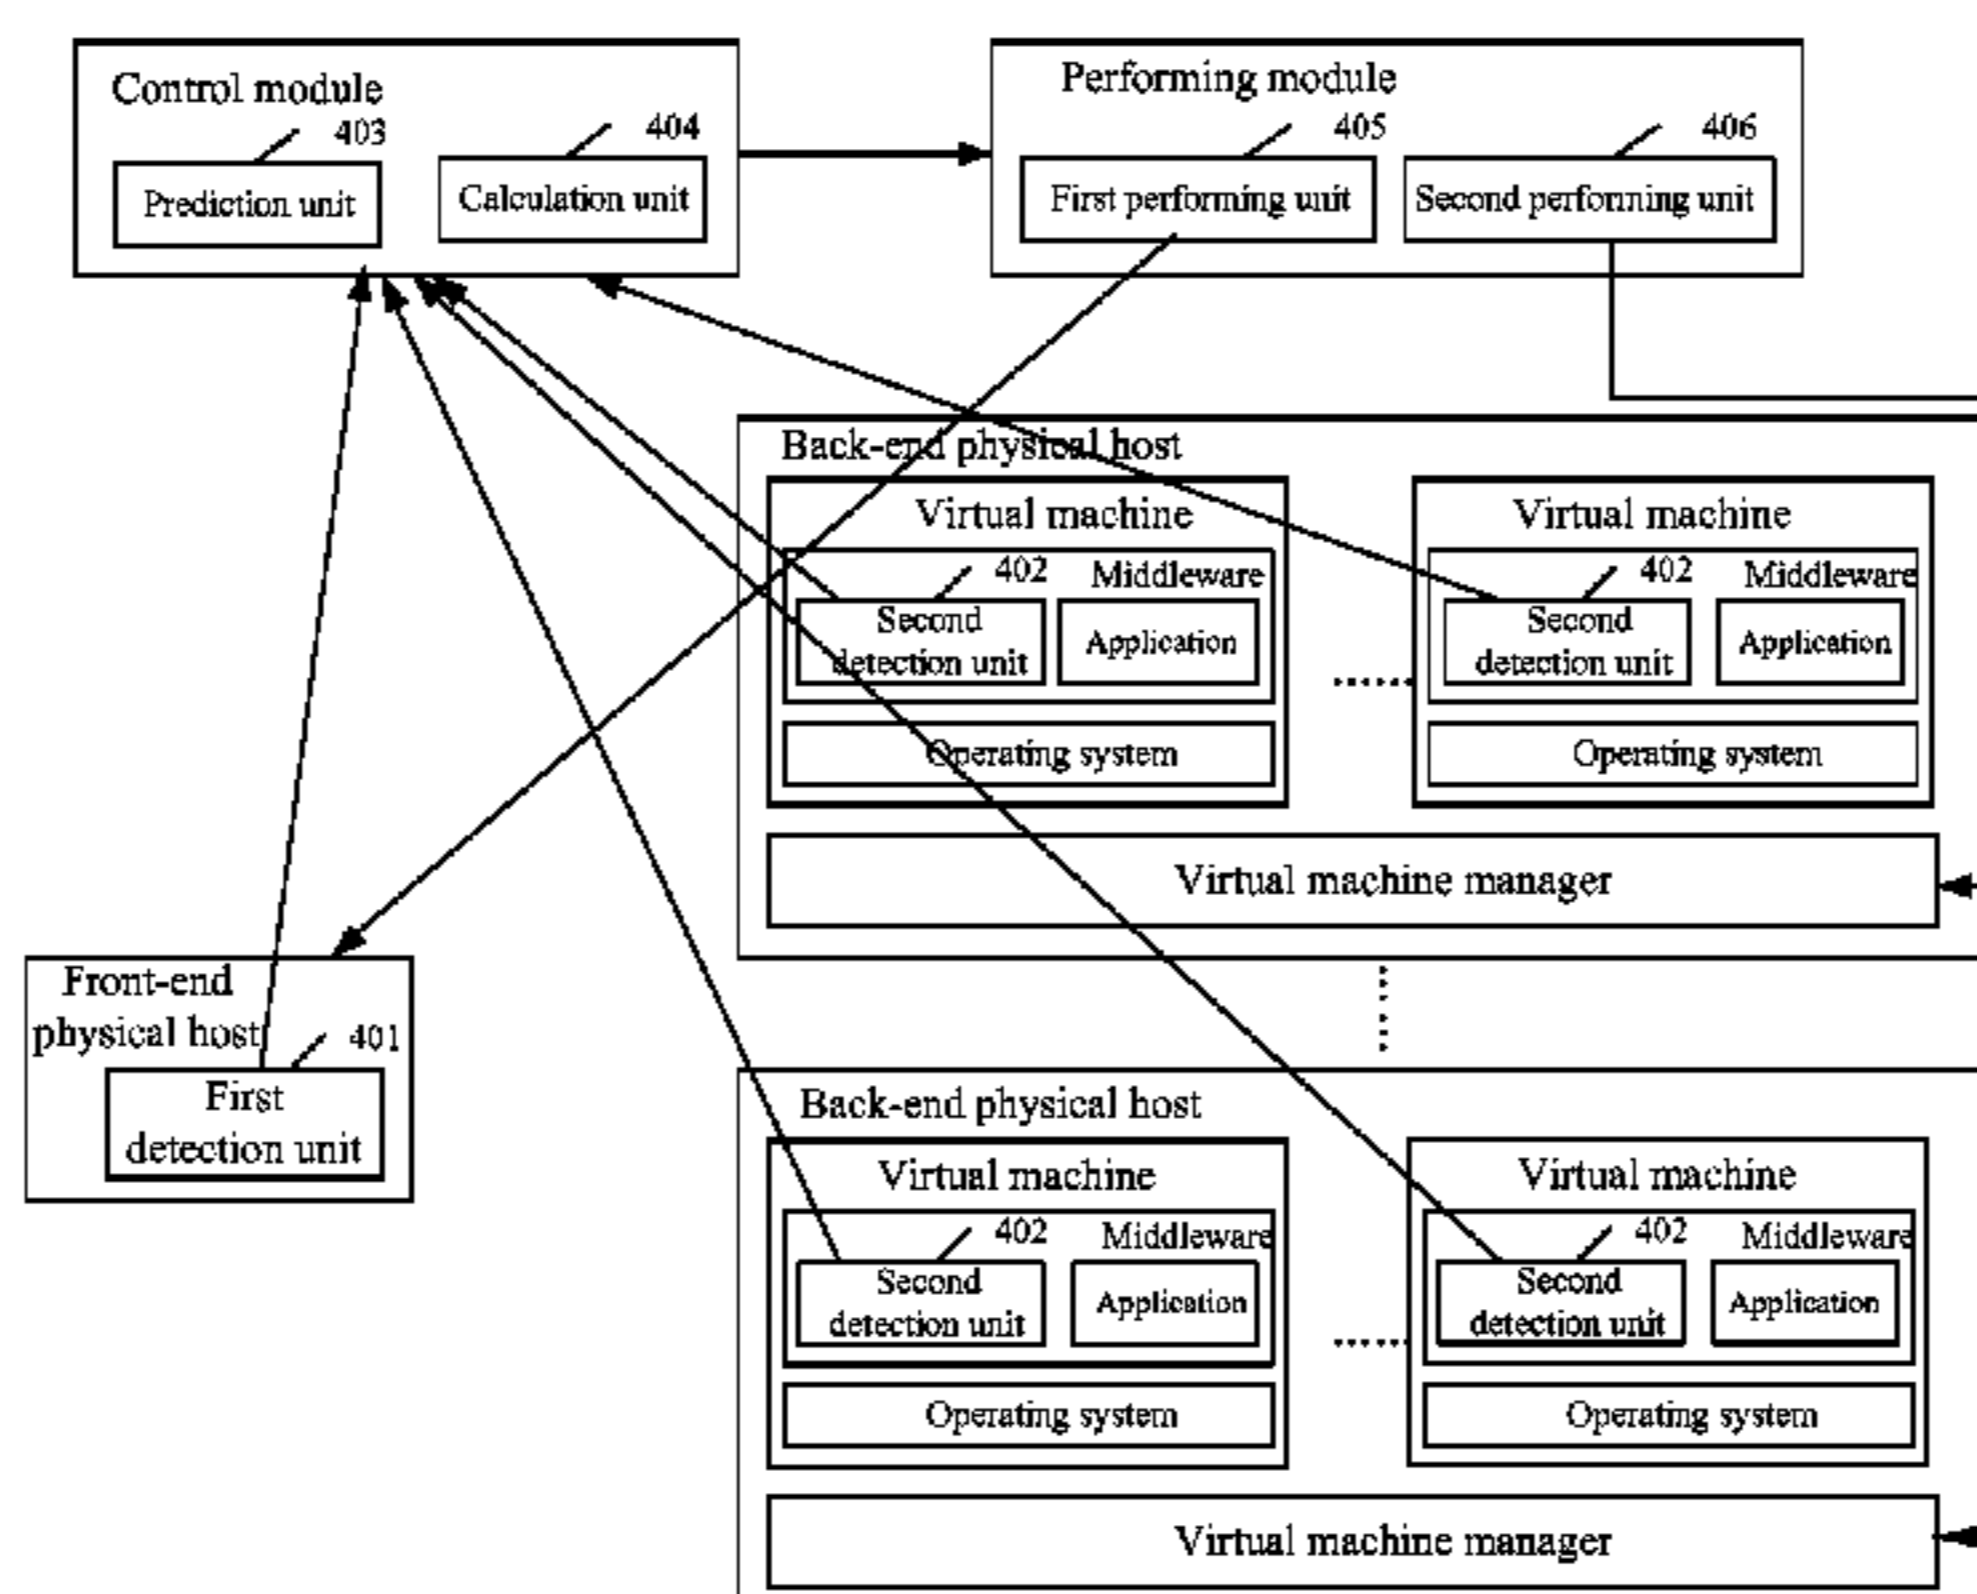 Control module
403
404
Prediction unit
Calculation unit
Performing module
405
406
First performing unit
Second performing unit
Back-end physical host
Virtual machine
402
Middleware
Second
detection unit
Application
Operating system
......
Virtual machine
402
Middleware
Second
detection unit
Application
Operating system
Virtual machine manager
Front-end
physical host
401
First
detection unit
Back-end physical host
Virtual machine
402
Middleware
Second
detection unit
Application
Operating system
......
Virtual machine
402
Middleware
Second
detection unit
Application
Operating system
Virtual machine manager